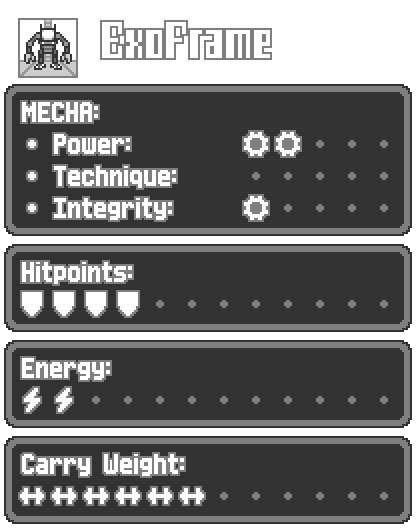 ExoFrame
MECHA:
• Power:
• Technique:
• Integrity:
Hitpoints:
Energy:
Carry Weight: